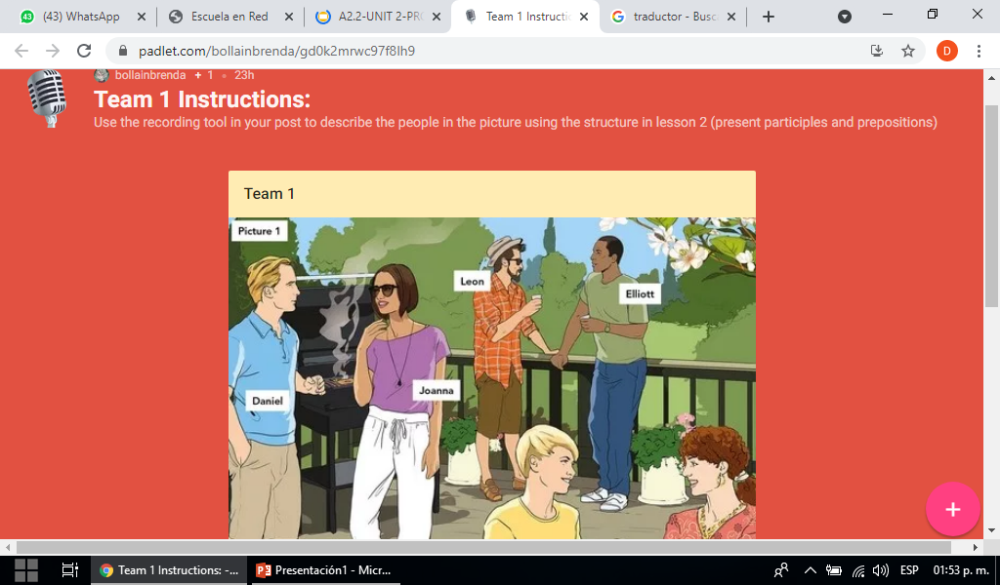 (43) WhatsApp
Escuela en Red
A2.2-UNIT 2-PRO
Team 1 Instructi
traductor - Busc
padlet.com/bollainbrenda/gd0k2mrwc97f8lh9
D
bollainbrenda + 1 • 23h
Team 1 Instructions:
Use the recording tool in your post to describe the people in the picture using the structure in lesson 2 (present participles and prepositions)
Team 1
Picture 1
Leon
Elliott
Joanna
Daniel
Team 1 Instructions: -...
Presentación1 - Micr...
ESP
01:53 p. m.